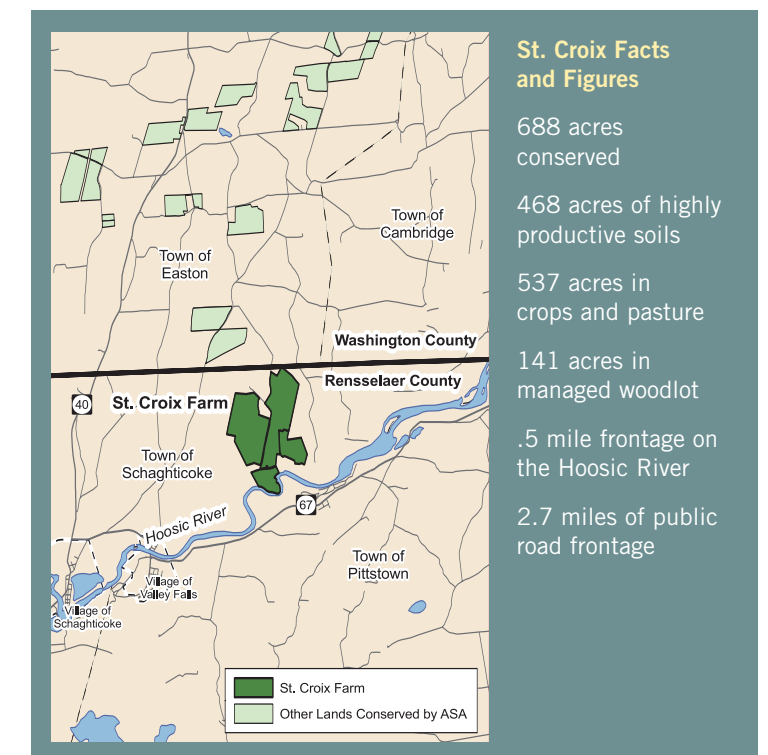 St. Croix Facts
and Figures
688 acres
conserved
468 acres of highly
productive soils
537 acres in
crops and pasture
141 acres in
managed woodlot
.5 mile frontage on
the Hoosic River
2.7 miles of public
road frontage
Town of
Cambridge
Town of
Easton
Washington County
Rensselaer County
40
St. Croix Farm
Town of
Schaghticoke
67
Hoosic River
Town of
Pittstown
Village of
Valley Falls
Village of
Schaghticoke
St. Croix Farm
Other Lands Conserved by ASA